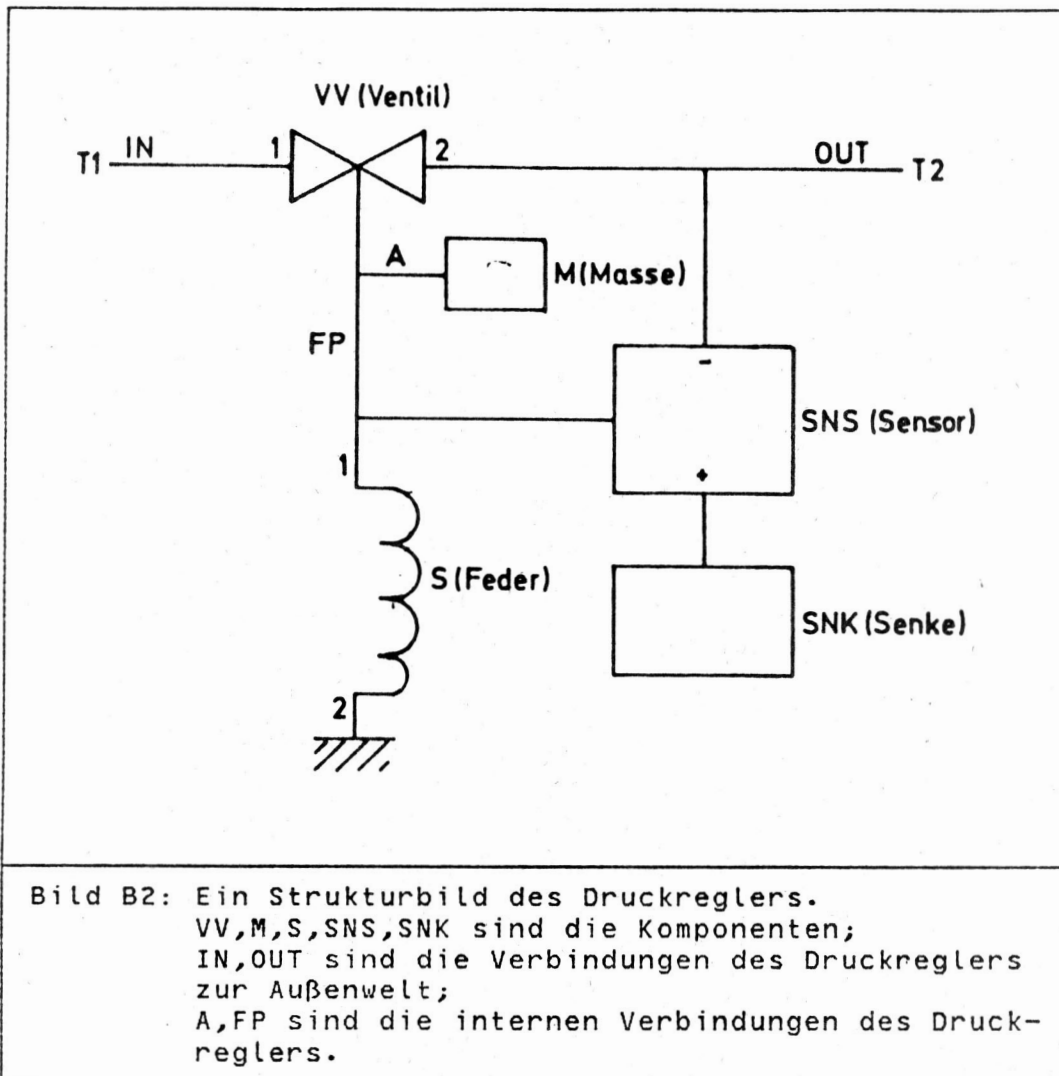 VV (Ventil)
T1 IN 1 2 OUT T2
A M(Masse)
FP
- SNS (Sensor)
+
1
S (Feder)
SNK (Senke)
2
Bild B2: Ein Strukturbild des Druckreglers.
VV,M,S,SNS,SNK sind die Komponenten;
IN,OUT sind die Verbindungen des Druckreglers
zur Außenwelt;
A,FP sind die internen Verbindungen des Druck-
reglers.